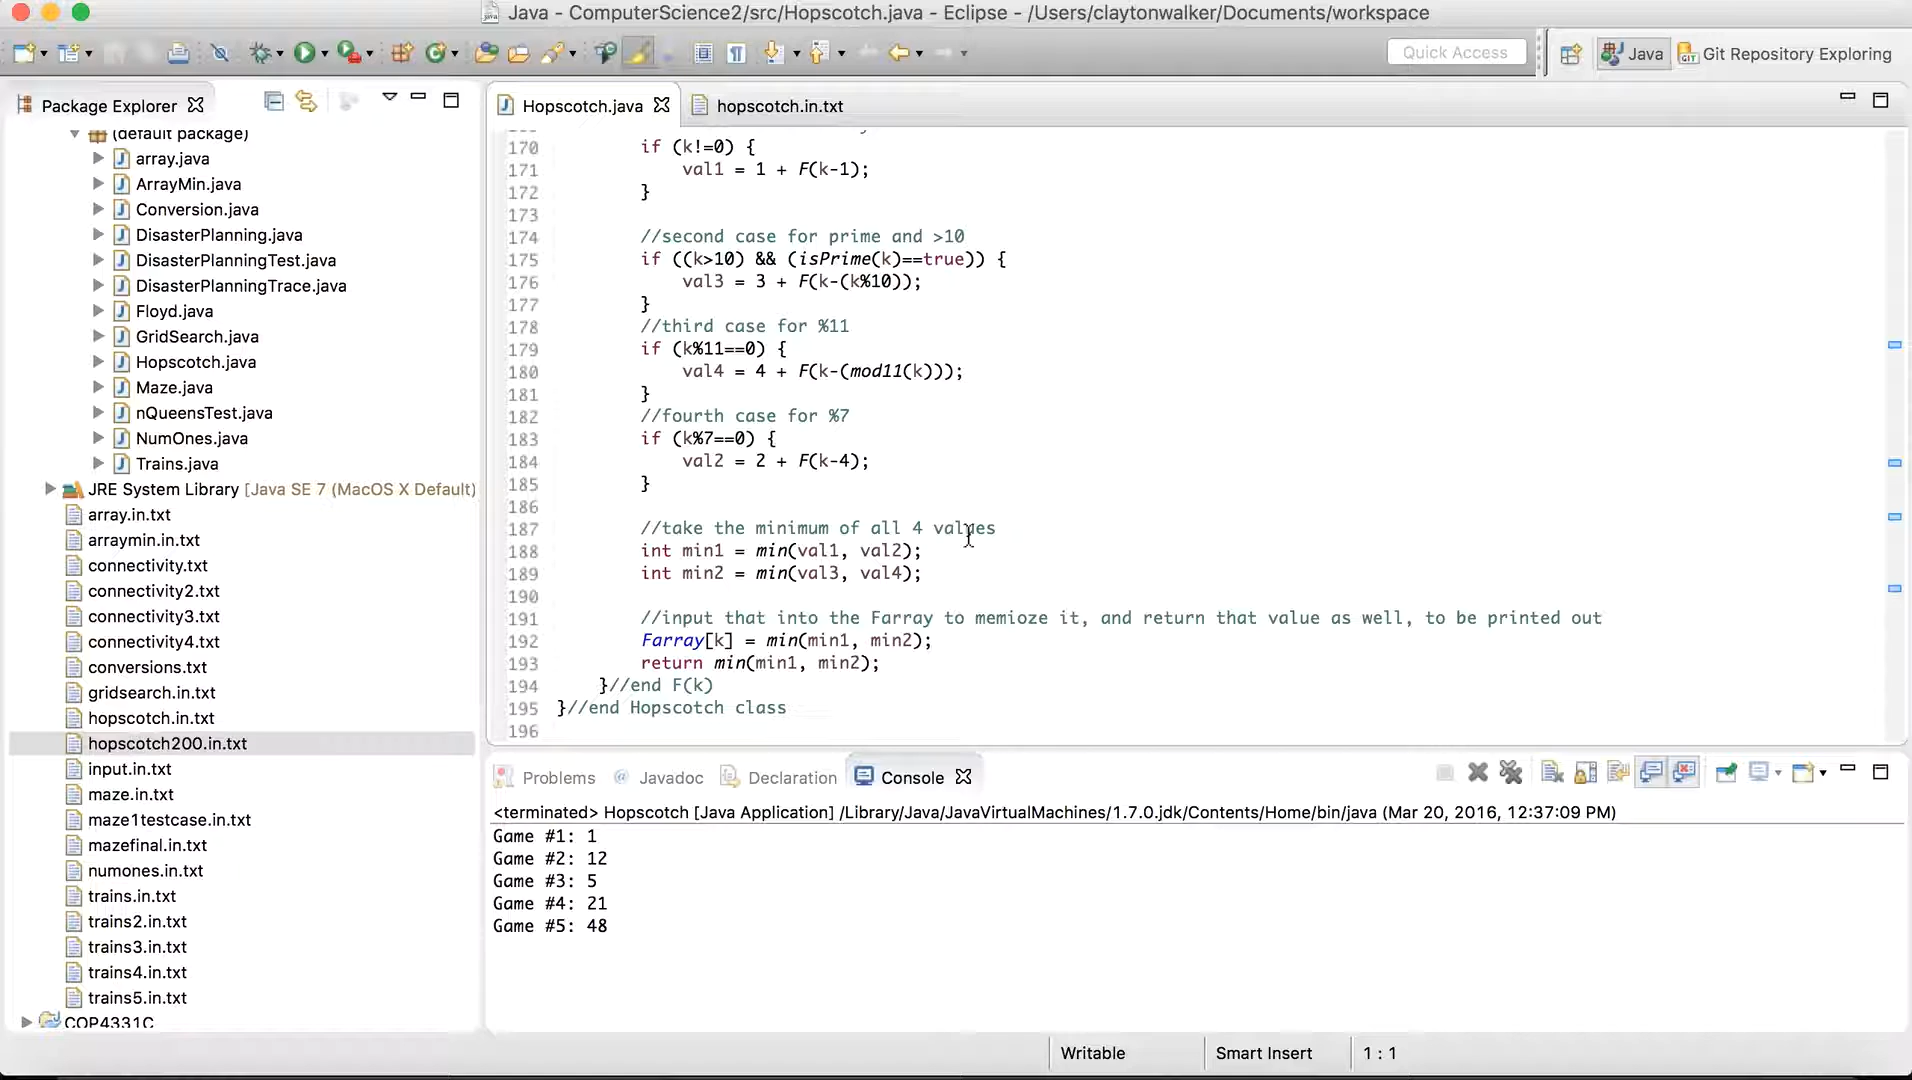 Java - ComputerScience2/src/Hopscotch.java - Eclipse - /Users/claytonwalker/Documents/workspace
Quick Access
Java
Git Repository Exploring
Package Explorer
(default package)
array.java
ArrayMin.java
Conversion.java
DisasterPlanning.java
DisasterPlanningTest.java
DisasterPlanningTrace.java
Floyd.java
GridSearch.java
Hopscotch.java
Maze.java
nQueensTest.java
NumOnes.java
Trains.java
JRE System Library [Java SE 7 (MacOS X Default)
array.in.txt
arraymin.in.txt
connectivity.txt
connectivity2.txt
connectivity3.txt
connectivity4.txt
conversions.txt
gridsearch.in.txt
hopscotch.in.txt
hopscotch200.in.txt
input.in.txt
maze.in.txt
maze1testcase.in.txt
mazefinal.in.txt
numones.in.txt
trains.in.txt
trains2.in.txt
trains3.in.txt
trains4.in.txt
trains5.in.txt
COP4331C
Hopscotch.java
hopscotch.in.txt
170 if (k!=0) {
171 val1 = 1 + F(k-1);
172 }
173
174 //second case for prime and >10
175 if ((k>10) && (isPrime(k)==true)) {
176 val3 = 3 + F(k-(k%10));
177 }
178 //third case for %11
179 if (k%11==0) {
180 val4 = 4 + F(k-(mod11(k)));
181 }
182 //fourth case for %7
183 if (k%7==0) {
184 val2 = 2 + F(k-4);
185 }
186
187 //take the minimum of all 4 values
188 int min1 = min(val1, val2);
189 int min2 = min(val3, val4);
190
191 //input that into the Farray to memioze it, and return that value as well, to be printed out
192 Farray[k] = min(min1, min2);
193 return min(min1, min2);
194 }//end F(k)
195 }//end Hopscotch class
196
Problems
Javadoc
Declaration
Console
<terminated> Hopscotch [Java Application] /Library/Java/JavaVirtualMachines/1.7.0.jdk/Contents/Home/bin/java (Mar 20, 2016, 12:37:09 PM)
Game #1: 1
Game #2: 12
Game #3: 5
Game #4: 21
Game #5: 48
Writable
Smart Insert
1 : 1